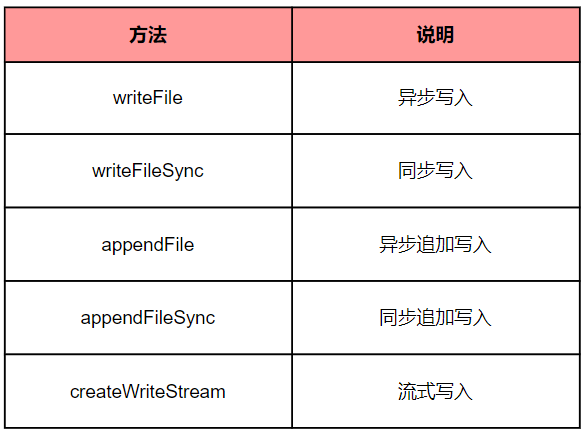 方法 说明
writeFile 异步写入
writeFileSync 同步写入
appendFile 异步追加写入
appendFileSync 同步追加写入
createWriteStream 流式写入